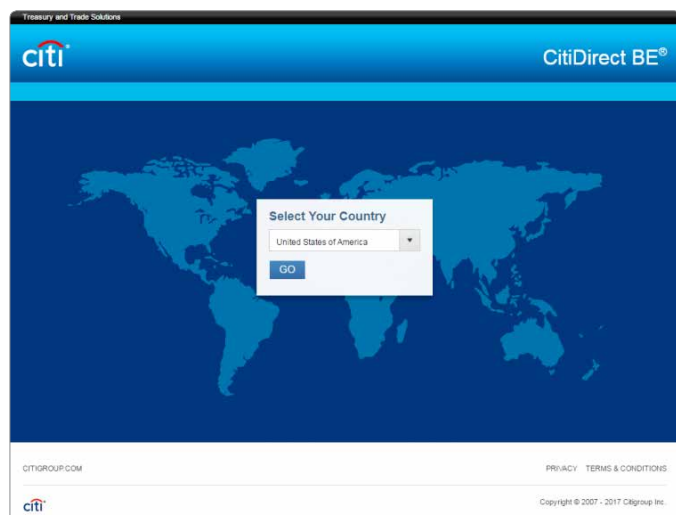 Treasury and Trade Solutions
citi
CitiDirect BE®
Select Your Country
United States of America
GO
CITIGROUP.COM
PRIVACY TERMS & CONDITIONS
citi
Copyright © 2007 - 2017 Citigroup Inc.